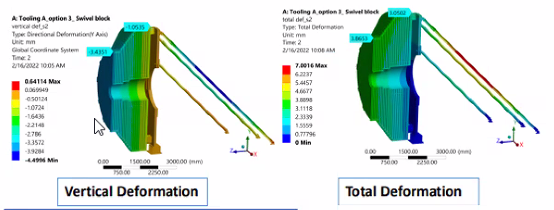 A: Tooling A_option 3_ Swivel block
vertical def_s2
Type: Directional Deformation(Y Axis)
Unit: mm
Global Coordinate System
Time: 2
2/16/2022 10:05 AM
0.64114 Max
0.069949
-0.50124
-1.0724
-1.6436
-2.2148
-2.786
-3.3572
-3.9284
-4.4996 Min
-1.0535
-3.4351
0.00
1500.00
3000.00 (mm)
750.00
2250.00
Z
X
Vertical Deformation
A: Tooling A_option 3_ Swivel block
total def_s2
Type: Total Deformation
Unit: mm
Time: 2
2/16/2022 10:08 AM
7.0016 Max
6.2237
5.4457
4.6677
3.8898
3.1118
2.3339
1.5559
0.77796
0 Min
3.0502
3.8653
0.00
1500.00
3000.00 (mm)
750.00
2250.00
Z
X
Total Deformation